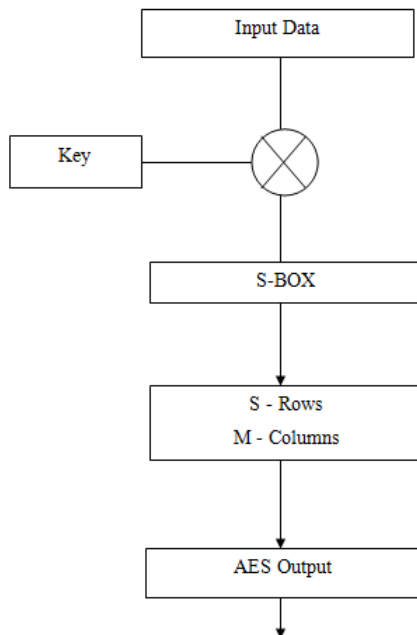 Input Data
Key
S-BOX
S - Rows
M - Columns
AES Output